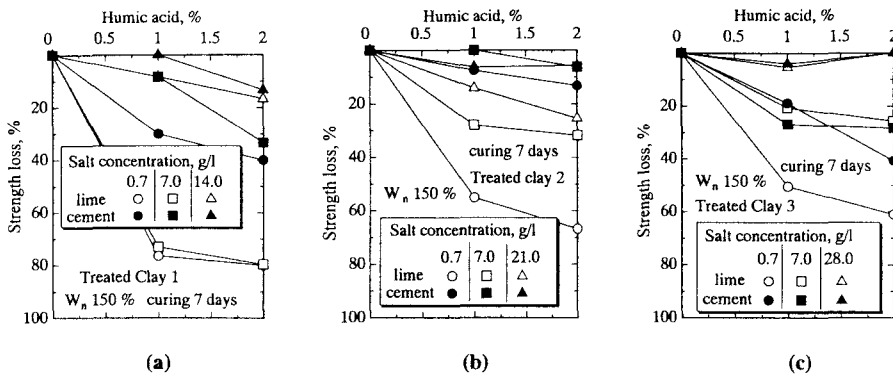 Humic acid, %
0 0.5 1 1.5 2
Strength loss, %
20
40
60
80
100
Salt concentration, g/l
0.7 7.0 14.0
lime
cement
Treated Clay 1
Wn 150 % curing 7 days
(a)
Humic acid, %
0 0.5 1 1.5 2
Strength loss, %
20
40
60
80
100
curing 7 days
Treated clay 2
Wn 150 %
Salt concentration, g/l
0.7 7.0 21.0
lime
cement
(b)
Humic acid, %
0 0.5 1 1.5 2
Strength loss, %
20
40
60
80
100
curing 7 days
Wn 150 %
Treated Clay 3
Salt concentration, g/l
0.7 7.0 28.0
lime
cement
(c)